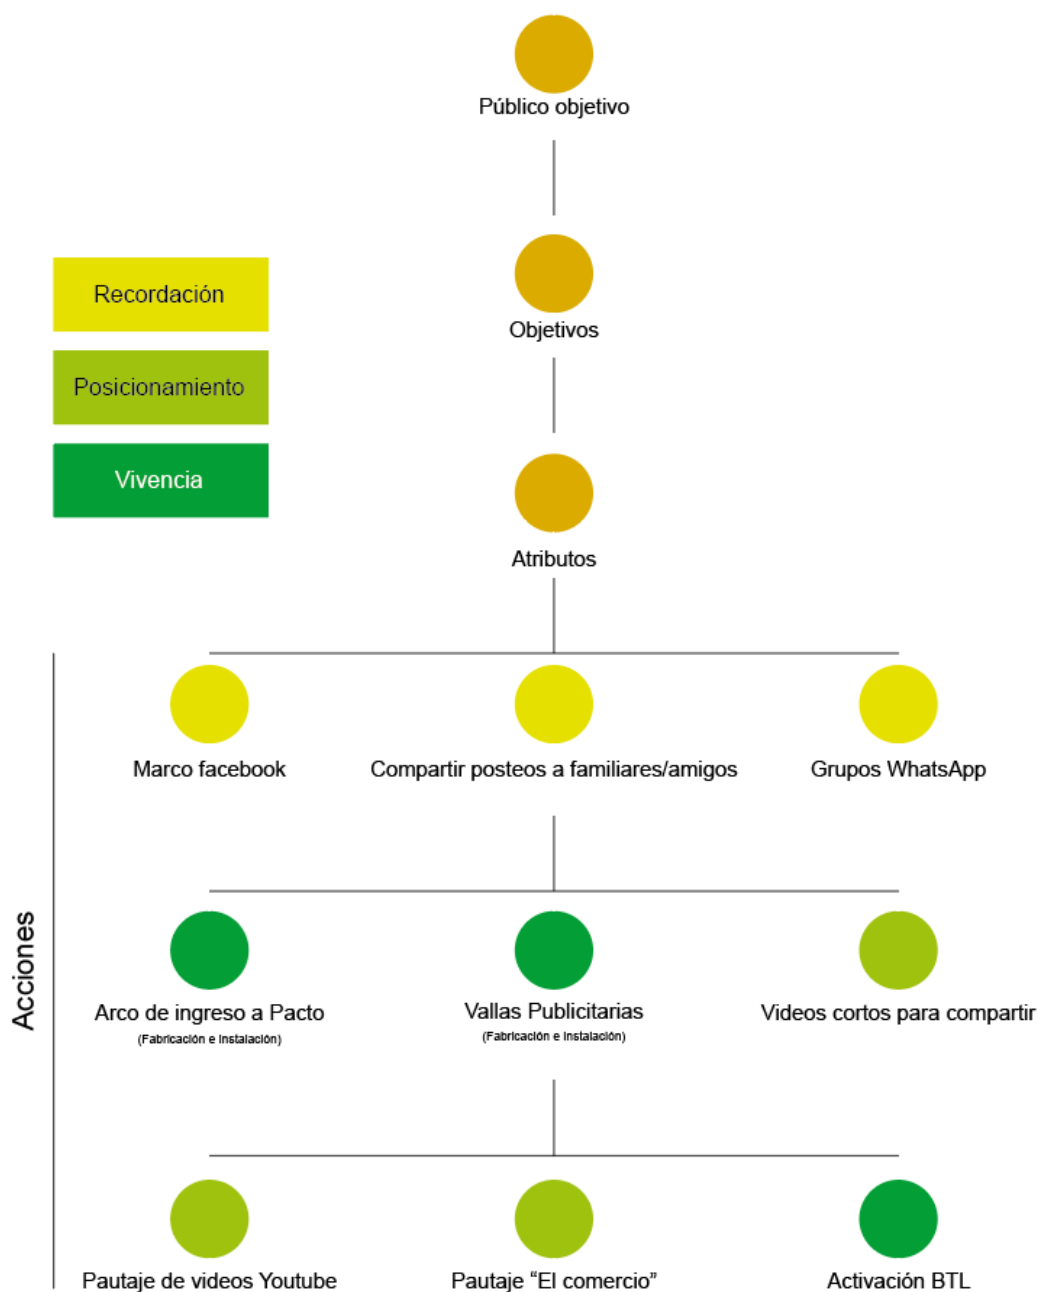 Público objetivo
Objetivos
Recordación
Posicionamiento
Vivencia
Atributos
Acciones
Marco facebook
Compartir posteos a familiares/amigos
Grupos WhatsApp
Arco de ingreso a Pacto
(Fabricación e Instalación)
Vallas Publicitarias
(Fabricación e Instalación)
Videos cortos para compartir
Pautaje de videos Youtube
Pautaje “El comercio”
Activación BTL